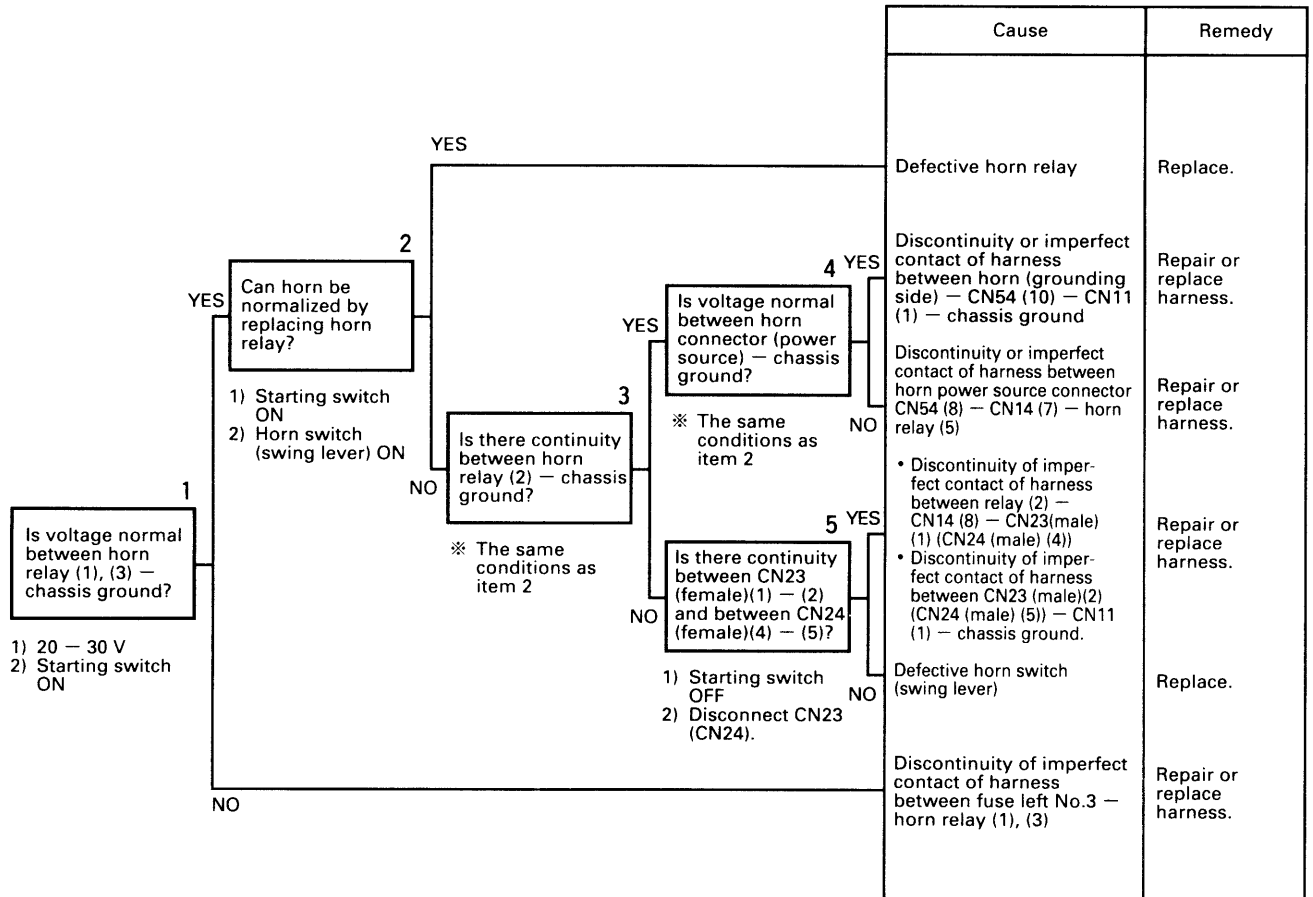 Cause
Remedy
YES
Defective horn relay
Replace.
2
YES
Can horn be
normalized by
replacing horn
relay?
1) Starting switch
ON
2) Horn switch
(swing lever) ON
4
YES
YES
Is voltage normal
between horn
connector (power
source) — chassis
ground?
※ The same
conditions as
item 2
NO
Discontinuity or imperfect
contact of harness
between horn (grounding
side) — CN54 (10) — CN11
(1) — chassis ground
Repair or
replace
harness.
Discontinuity or imperfect
contact of harness between
horn power source connector
CN54 (8) — CN14 (7) — horn
relay (5)
Repair or
replace
harness.
3
NO
Is there continuity
between horn
relay (2) — chassis
ground?
※ The same
conditions as
item 2
1
Is voltage normal
between horn
relay (1), (3) —
chassis ground?
1) 20 — 30 V
2) Starting switch
ON
5
YES
NO
Is there continuity
between CN23
(female)(1) — (2)
and between CN24
(female)(4) — (5)?
1) Starting switch
OFF
2) Disconnect CN23
(CN24).
NO
• Discontinuity of imper-
fect contact of harness
between relay (2) —
CN14 (8) — CN23(male)
(1) (CN24 (male) (4))
• Discontinuity of imper-
fect contact of harness
between CN23 (male)(2)
(CN24 (male) (5)) — CN11
(1) — chassis ground.
Repair or
replace
harness.
Defective horn switch
(swing lever)
Replace.
NO
Discontinuity of imperfect
contact of harness
between fuse left No.3 —
horn relay (1), (3)
Repair or
replace
harness.